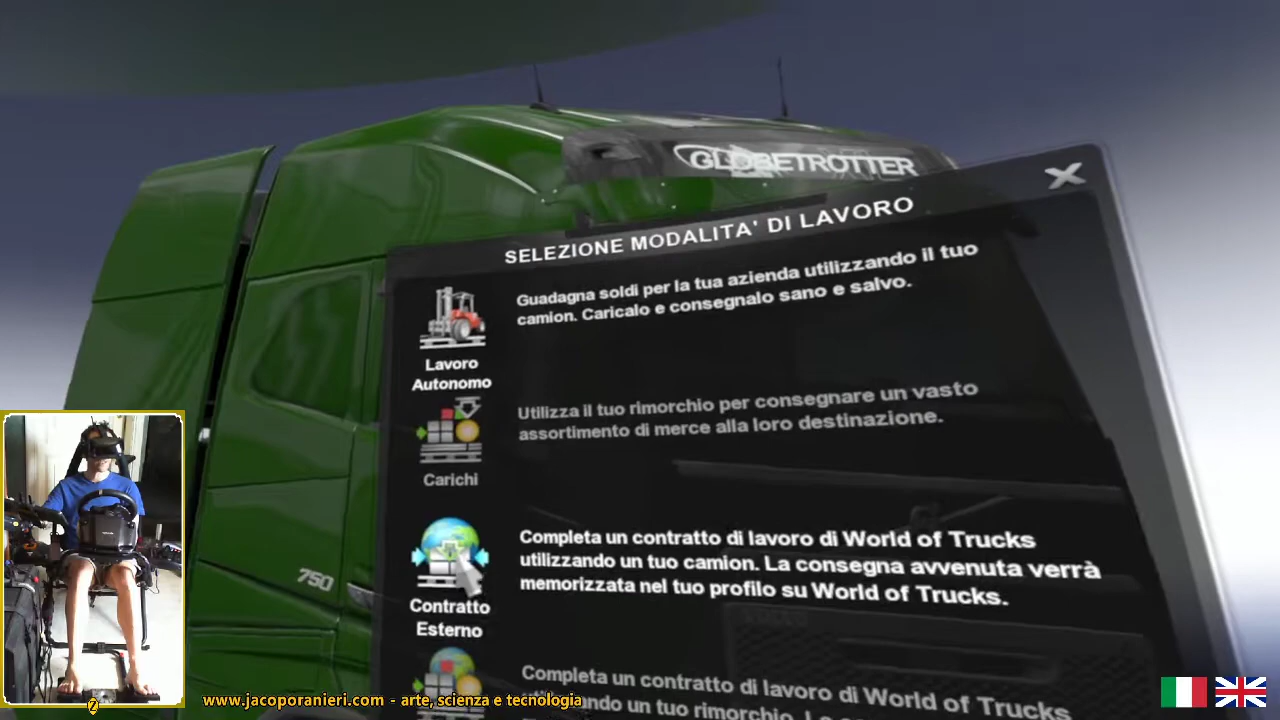 GLOBETROTTER
SELEZIONE MODALITA' DI LAVORO
Guadagna soldi per la tua azienda utilizzando il tuo
camion. Caricalo e consegnalo sano e salvo.
Lavoro
Autonomo
Utilizza il tuo rimorchio per consegnare un vasto
assortimento di merce alla loro destinazione.
Carichi
Completa un contratto di lavoro di World of Trucks
utilizzando un tuo camion. La consegna avvenuta verrà
memorizzata nel tuo profilo su World of Trucks.
Contratto
Esterno
750
Completa un contratto di lavoro di World of Trucks
un tuo rimorchio.
www.jacoporanieri.com - arte, scienza e tecnologia